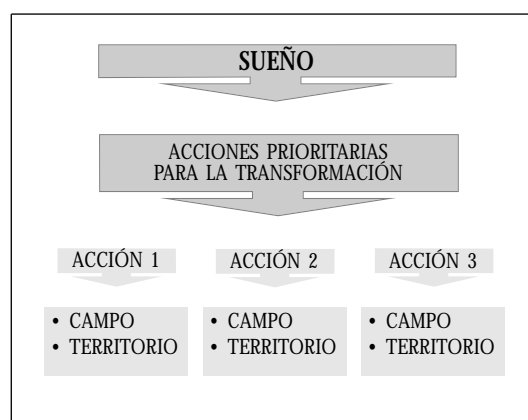 SUEÑO
ACCIONES PRIORITARIAS
PARA LA TRANSFORMACIÓN
ACCIÓN 1
ACCIÓN 2
ACCIÓN 3
• CAMPO
• TERRITORIO
• CAMPO
• TERRITORIO
• CAMPO
• TERRITORIO